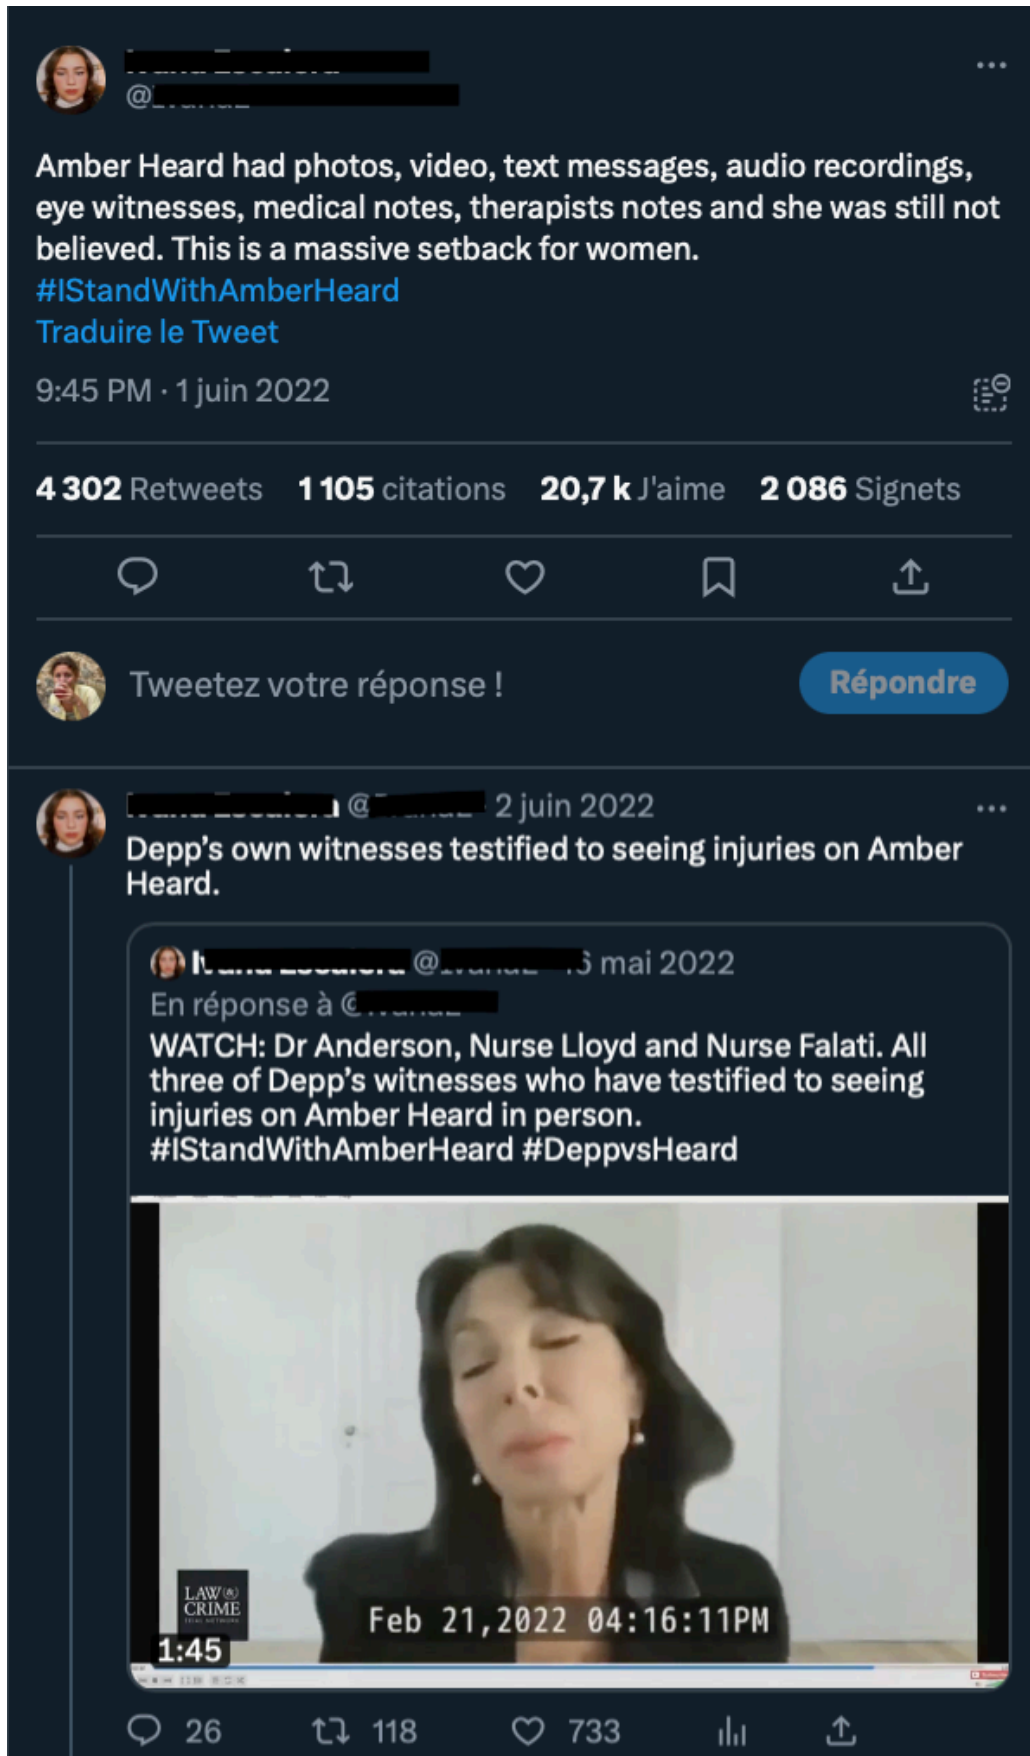 @
Amber Heard had photos, video, text messages, audio recordings,
eye witnesses, medical notes, therapists notes and she was still not
believed. This is a massive setback for women.
#IStandWithAmberHeard
Traduire le Tweet
9:45 PM · 1 juin 2022
4 302 Retweets 1 105 citations 20,7 k J'aime 2 086 Signets
Tweetez votre réponse !
Répondre
@ 2 juin 2022
Depp's own witnesses testified to seeing injuries on Amber
Heard.
@ 6 mai 2022
En réponse à @
WATCH: Dr Anderson, Nurse Lloyd and Nurse Falati. All
three of Depp's witnesses who have testified to seeing
injuries on Amber Heard in person.
#IStandWithAmberHeard #DeppvsHeard
LAW &
CRIME
TRIAL NETWORK
Feb 21,2022 04:16:11PM
1:45
26 118 733